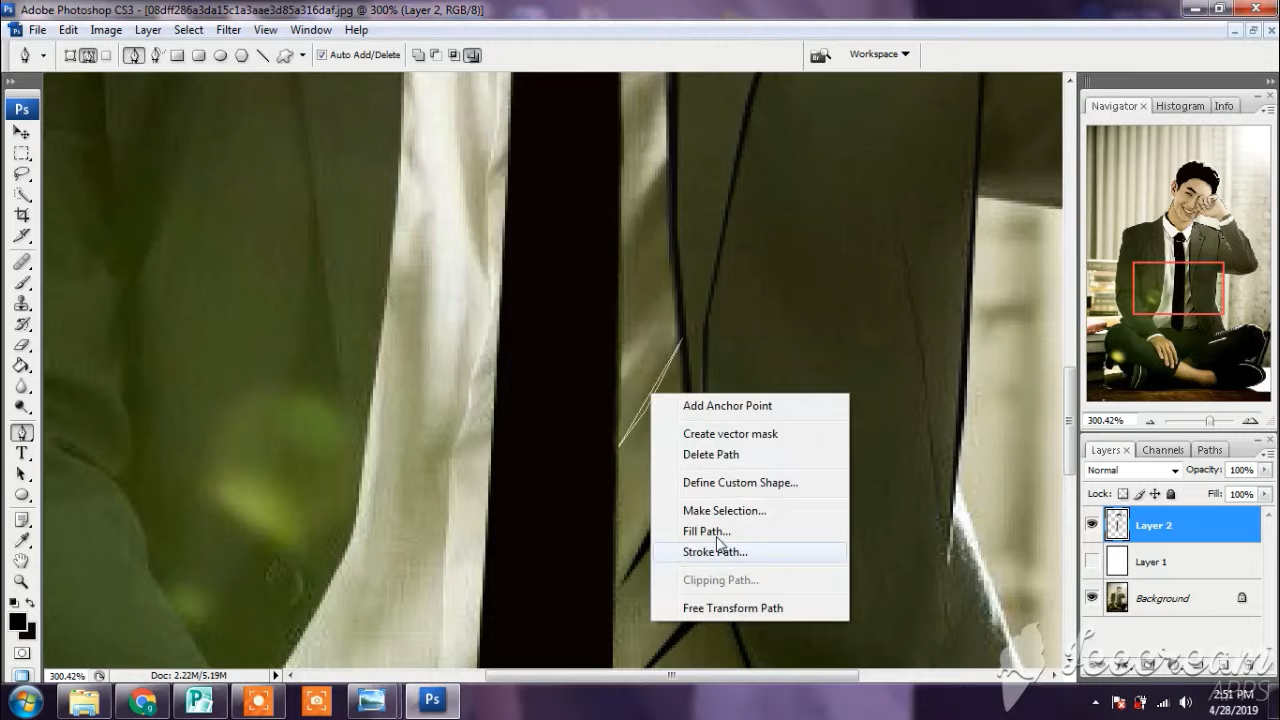 Adobe Photoshop CS3 - [08dff286a3da15c1a3aae3d85a316daf.jpg @ 300% (Layer 2, RGB/8)]
File Edit Image Layer Select Filter View Window Help
Auto Add/Delete Workspace
Ps
Navigator Histogram Info
300.42%
Layers Channels Paths
Normal Opacity: 100%
Lock: Fill: 100%
Layer 2
Layer 1
Background
Add Anchor Point
Create vector mask
Delete Path
Define Custom Shape...
Make Selection...
Fill Path...
Stroke Path...
Clipping Path...
Free Transform Path
300.42% Doc: 2.22M/5.19M
APPS
Ps
2:51 PM
4/28/2019